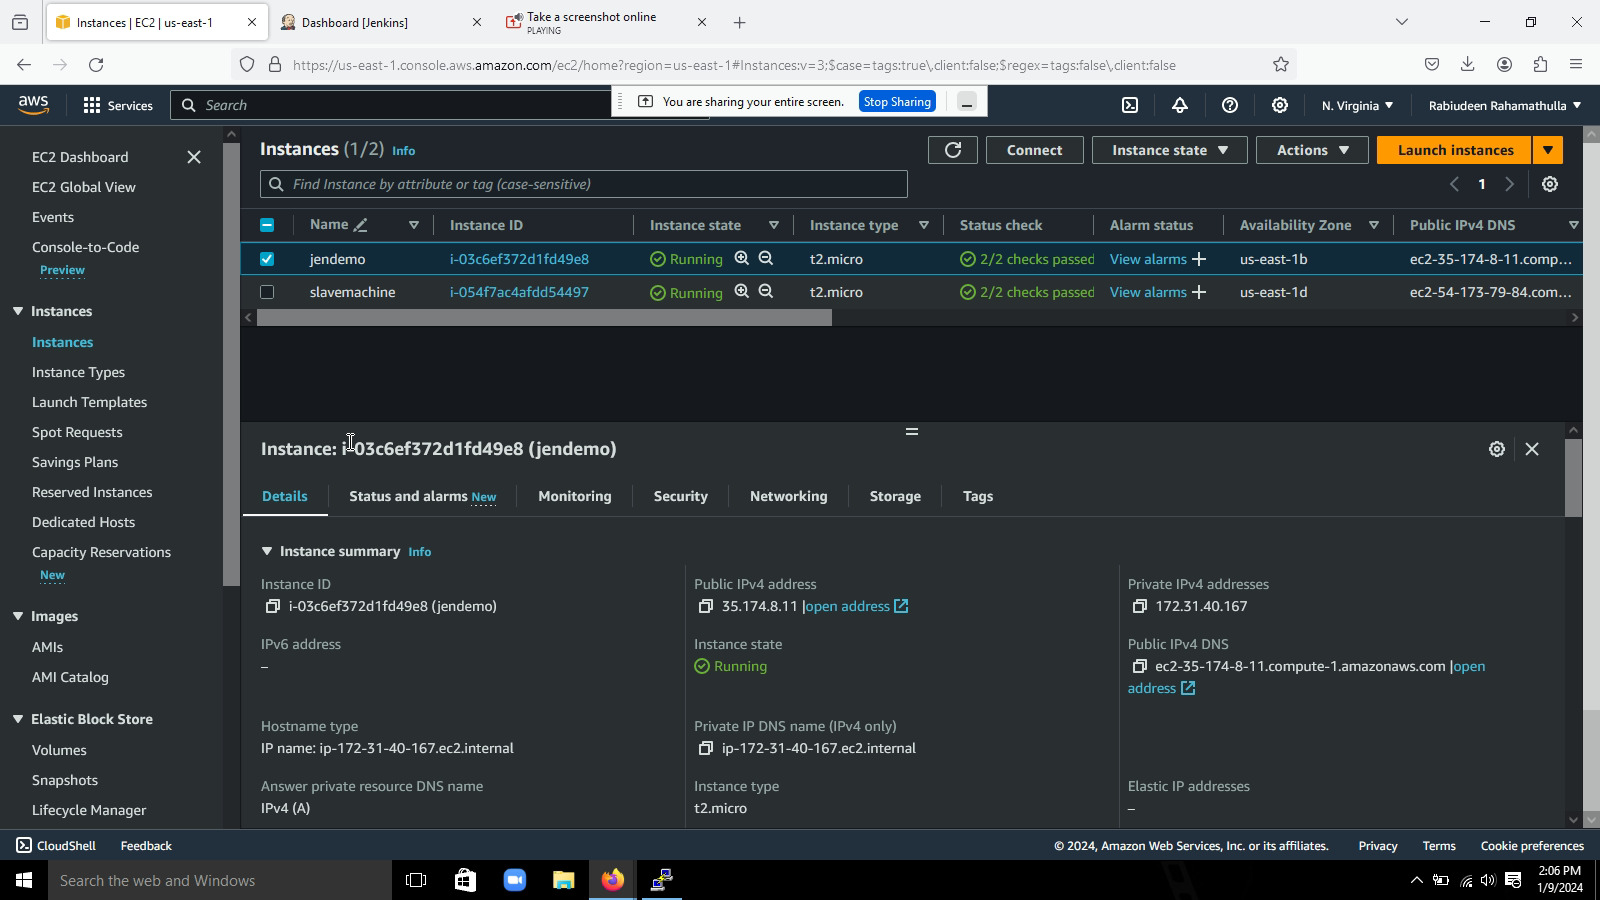 Instances | EC2 | us-east-1
Dashboard [Jenkins]
Take a screenshot online
PLAYING
https://us-east-1.console.aws.amazon.com/ec2/home?region=us-east-1#Instances:v=3;$case=tags:true\,client:false;$regex=tags:false\,client:false
aws
Services
Search
You are sharing your entire screen.
Stop Sharing
N. Virginia
Rabiudeen Rahamathulla
EC2 Dashboard
EC2 Global View
Events
Console-to-Code
Preview
Instances
Instances
Instance Types
Launch Templates
Spot Requests
Savings Plans
Reserved Instances
Dedicated Hosts
Capacity Reservations
New
Images
AMIs
AMI Catalog
Elastic Block Store
Volumes
Snapshots
Lifecycle Manager
Instances (1/2) Info
Connect
Instance state
Actions
Launch instances
Find Instance by attribute or tag (case-sensitive)
1
Name Instance ID Instance state Instance type Status check Alarm status Availability Zone Public IPv4 DNS
jendemo i-03c6ef372d1fd49e8 Running t2.micro 2/2 checks passed View alarms us-east-1b ec2-35-174-8-11.comp...
slavemachine i-054f7ac4afdd54497 Running t2.micro 2/2 checks passed View alarms us-east-1d ec2-54-173-79-84.com...
Instance: i-03c6ef372d1fd49e8 (jendemo)
Details Status and alarms New Monitoring Security Networking Storage Tags
Instance summary Info
Instance ID
i-03c6ef372d1fd49e8 (jendemo)
Public IPv4 address
35.174.8.11 |open address
Private IPv4 addresses
172.31.40.167
IPv6 address
–
Instance state
Running
Public IPv4 DNS
ec2-35-174-8-11.compute-1.amazonaws.com |open
address
Hostname type
IP name: ip-172-31-40-167.ec2.internal
Private IP DNS name (IPv4 only)
ip-172-31-40-167.ec2.internal
Answer private resource DNS name
IPv4 (A)
Instance type
t2.micro
Elastic IP addresses
–
CloudShell
Feedback
© 2024, Amazon Web Services, Inc. or its affiliates.
Privacy
Terms
Cookie preferences
Search the web and Windows
2:06 PM
1/9/2024